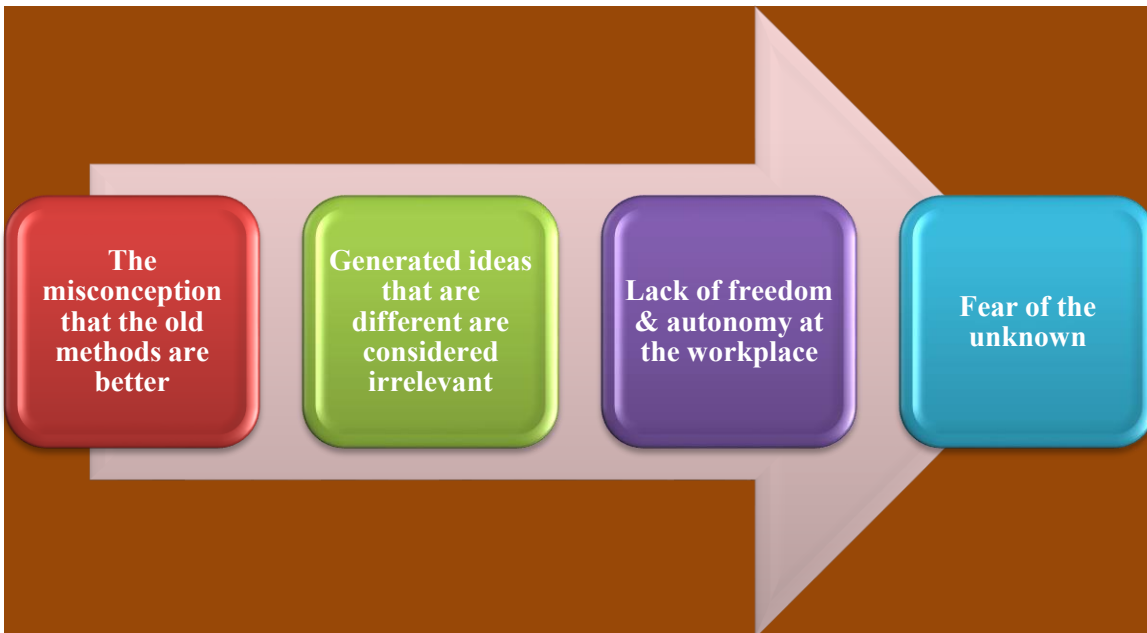 The
misconception
that the old
methods are
better
Generated ideas
that are
different are
considered
irrelevant
Lack of freedom
& autonomy at
the workplace
Fear of the
unknown